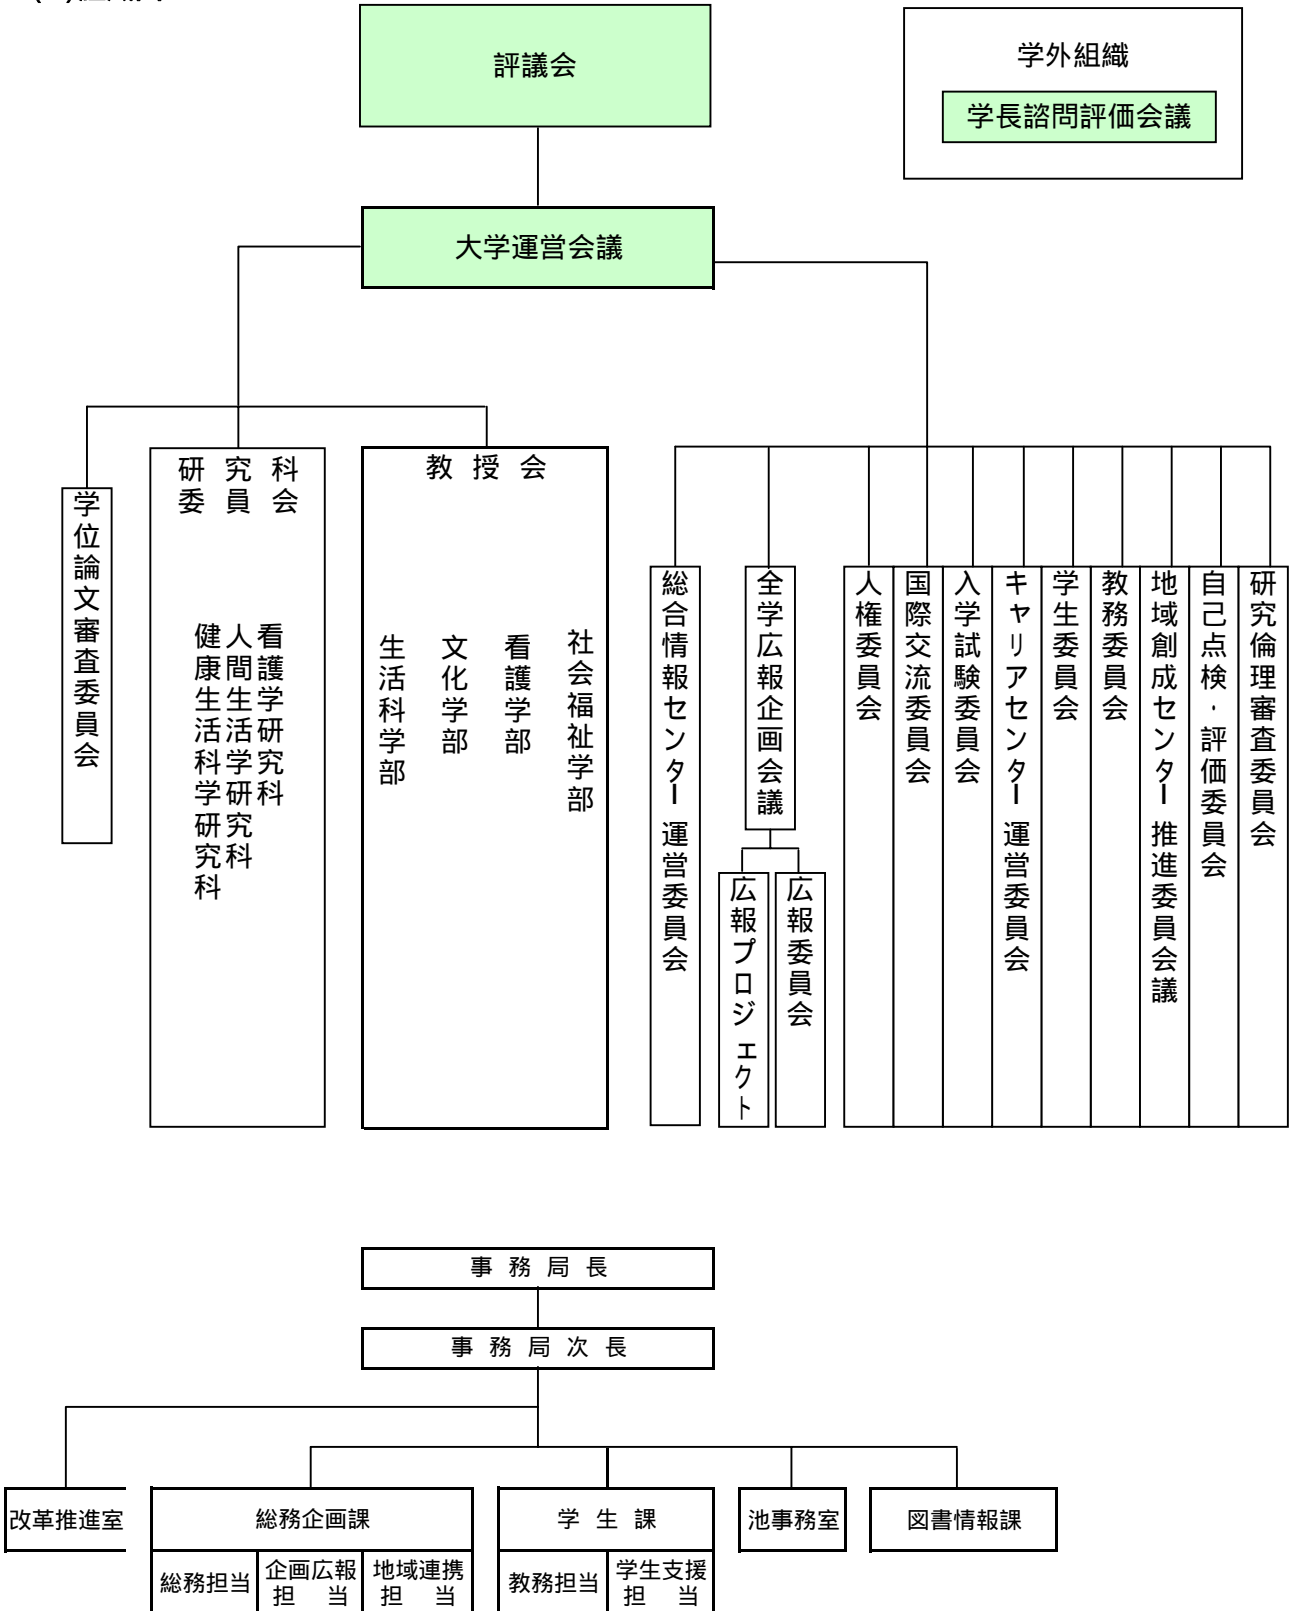 評議会
学外組織
学長諮問評価会議
大学運営会議
学位論文審査委員会
研究科
委員会
看護学研究科
人間生活学研究科
健康生活科学研究科
教授会
生活科学部
文化学部
看護学部
社会福祉学部
総合情報センター運営委員会
全学広報企画会議
広報プロジェクト
広報委員会
人権委員会
国際交流委員会
入学試験委員会
キャリアセンター運営委員会
学生委員会
教務委員会
地域創成センター推進委員会議
自己点検・評価委員会
研究倫理審査委員会
事務局長
事務局次長
改革推進室
総務企画課
学生課
池事務室
図書情報課
総務担当
企画広報
担当
地域連携
担当
教務担当
学生支援
担当